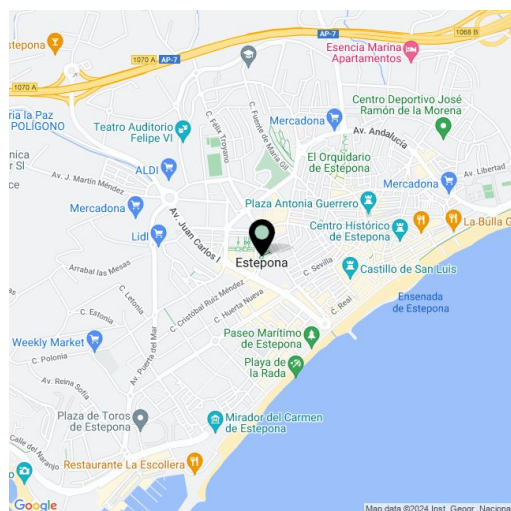 1068 B
Esencia Marina
Apartamentos
stepona
1070 A
AP-7
AP-7
1070 A
Centro Deportivo José
Ramón de la Morena
ría la Paz
POLÍGONO
Mercadona
Teatro Auditorio
Felipe VI
C. Félix Troyano
C. Fuente de María Gil
Av. Andalucía
El Orquidario
de Estepona
ónica
r Sl
ALDI
Av. Libertad
Av. J. Martín Méndez
Mercadona
Plaza Antonia Guerrero
Mercadona
Av. Juan Carlos I
Centro Histórico
de Estepona
La Bulla G
Lidl
Estepona
C. Sevilla
Castillo de San Luis
Arrabal las Mesas
C. Cristóbal Ruiz Méndez
C. Letonia
C. Huerta Nueva
C. Real
Ensenada
de Estepona
C. Estonia
Weekly Market
Av. Puerta del Mar
Paseo Marítimo
de Estepona
C. Polonia
Playa de
la Rada
Av. Reina Sofía
Plaza de Toros
de Estepona
Mirador del Carmen
de Estepona
Calle del Naranjo
Restaurante La Escollera
o
Google
Map data ©2024 Inst. Geogr. Nacional